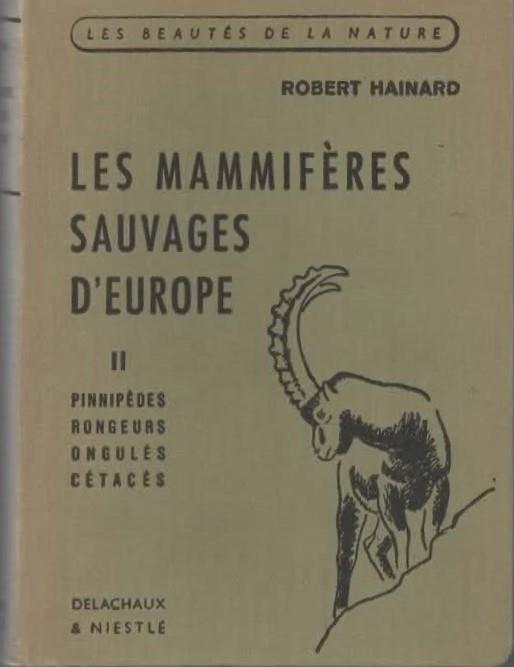 LES BEAUTÉS DE LA NATURE
ROBERT HAINARD
LES MAMMIFÈRES
SAUVAGES
D'EUROPE
II
PINNIPÈDES
RONGEURS
ONGULÉS
CÉTACÉS
DELACHAUX
& NIESTLÉ